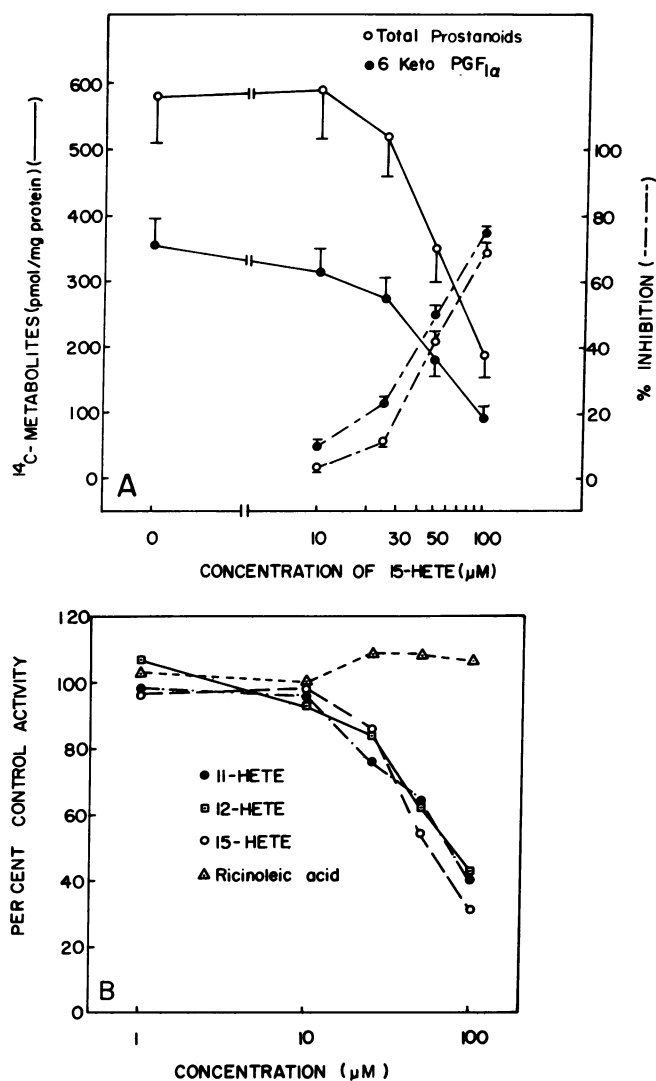 ○ Total Prostanoids
● 6 Keto PGF1α
600
500
400
300
200
100
0
14C-METABOLITES (pmol/mg protein) (——)
100
80
60
40
20
0
% INHIBITION (—-—-—)
A
0
10
30
50
100
CONCENTRATION OF 15-HETE (μM)
120
100
80
60
40
20
0
PER CENT CONTROL ACTIVITY
● 11-HETE
⊡ 12-HETE
○ 15-HETE
△ Ricinoleic acid
B
1
10
100
CONCENTRATION (μM)